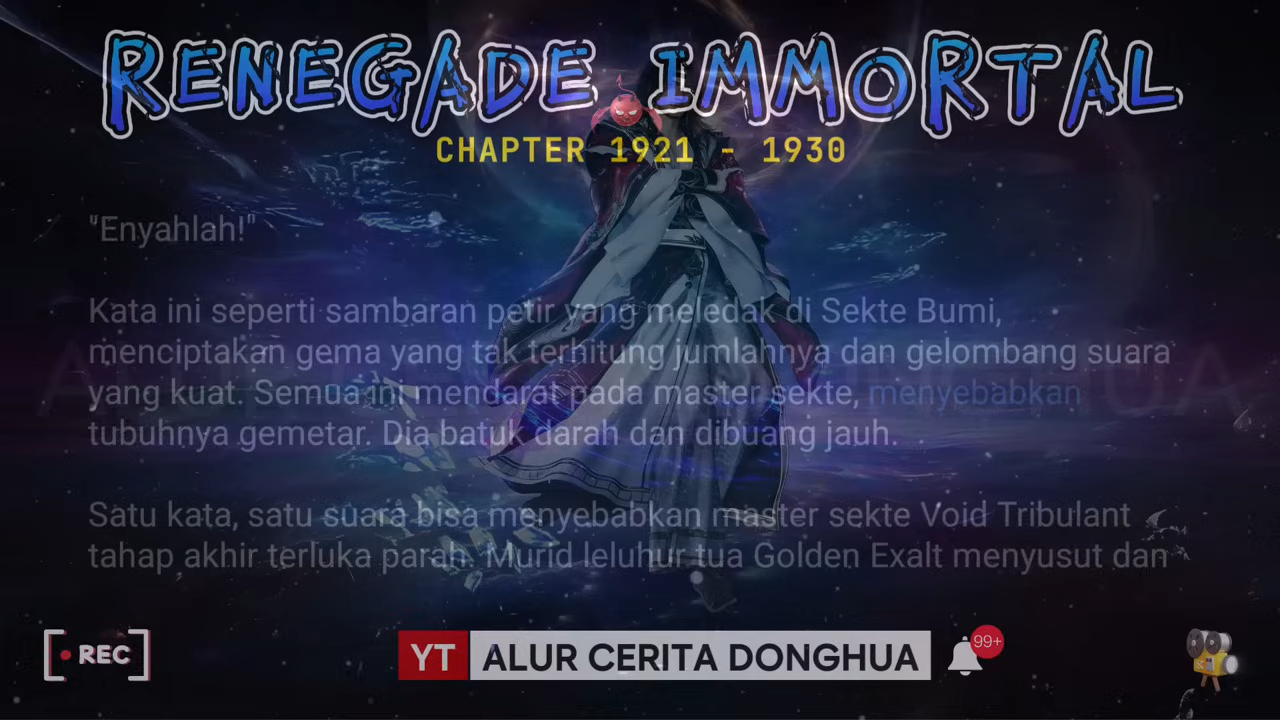 RENEGADE IMMORTAL
CHAPTER 1921 - 1930
"Enyahlah!"
Kata ini seperti sambaran petir yang meledak di Sekte Bumi,
menciptakan gema yang tak terhitung jumlahnya dan gelombang suara
yang kuat. Semua ini mendarat pada master sekte, menyebabkan
tubuhnya gemetar. Dia batuk darah dan dibuang jauh.
Satu kata, satu suara bisa menyebabkan master sekte Void Tribulant
tahap akhir terluka parah. Murid leluhur tua Golden Exalt menyusut dan
REC
YT ALUR CERITA DONGHUA 99+